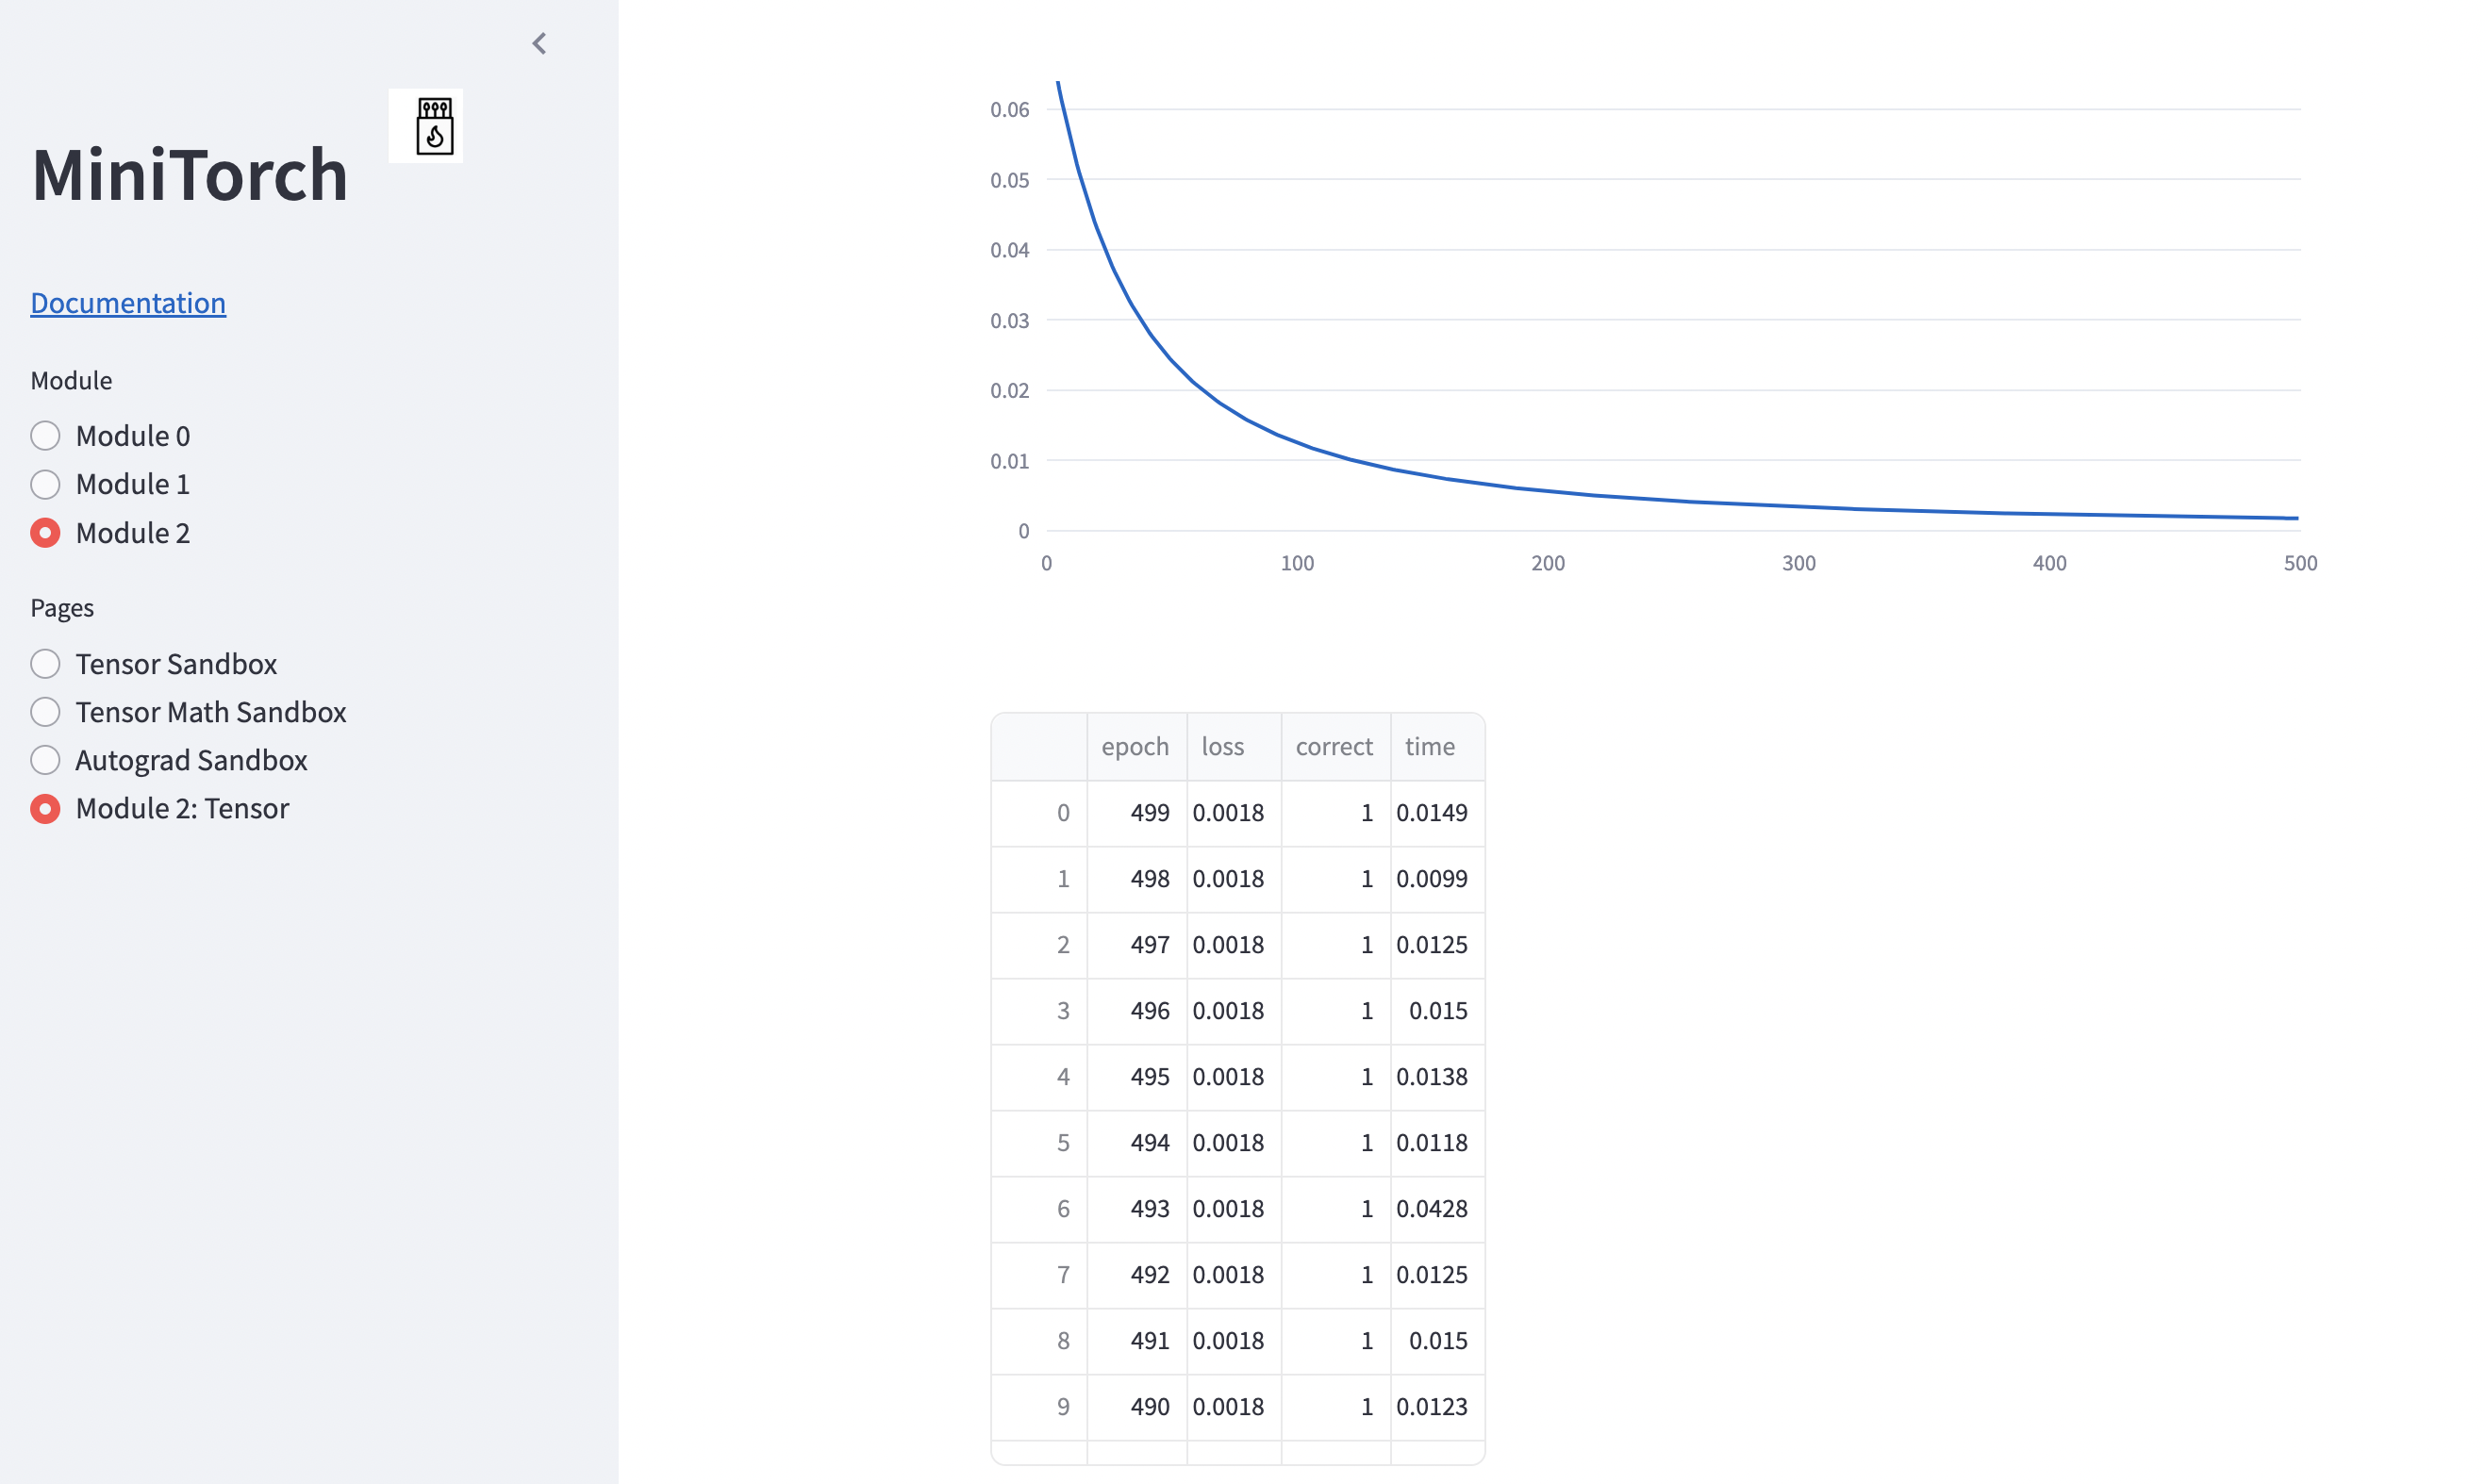 MiniTorch
Documentation
Module
Module 0
Module 1
Module 2
Pages
Tensor Sandbox
Tensor Math Sandbox
Autograd Sandbox
Module 2: Tensor
0.06
0.05
0.04
0.03
0.02
0.01
0
0 100 200 300 400 500
epoch loss correct time
0 499 0.0018 1 0.0149
1 498 0.0018 1 0.0099
2 497 0.0018 1 0.0125
3 496 0.0018 1 0.015
4 495 0.0018 1 0.0138
5 494 0.0018 1 0.0118
6 493 0.0018 1 0.0428
7 492 0.0018 1 0.0125
8 491 0.0018 1 0.015
9 490 0.0018 1 0.0123